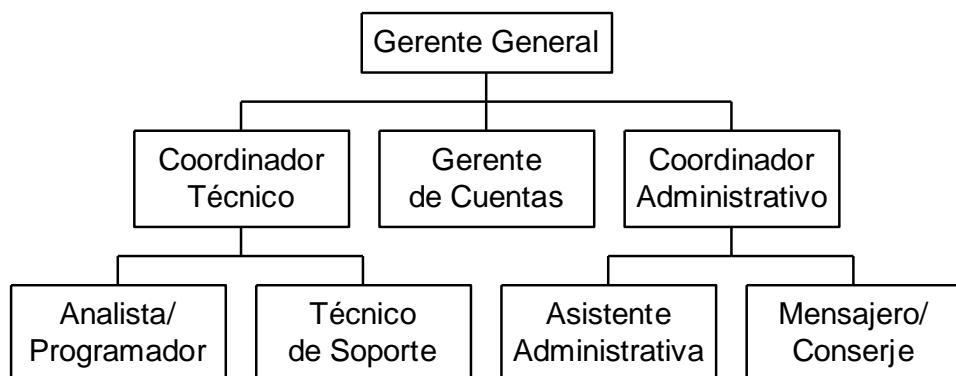 Gerente General
Coordinador
Técnico
Gerente
de Cuentas
Coordinador
Administrativo
Analista/
Programador
Técnico
de Soporte
Asistente
Administrativa
Mensajero/
Conserje